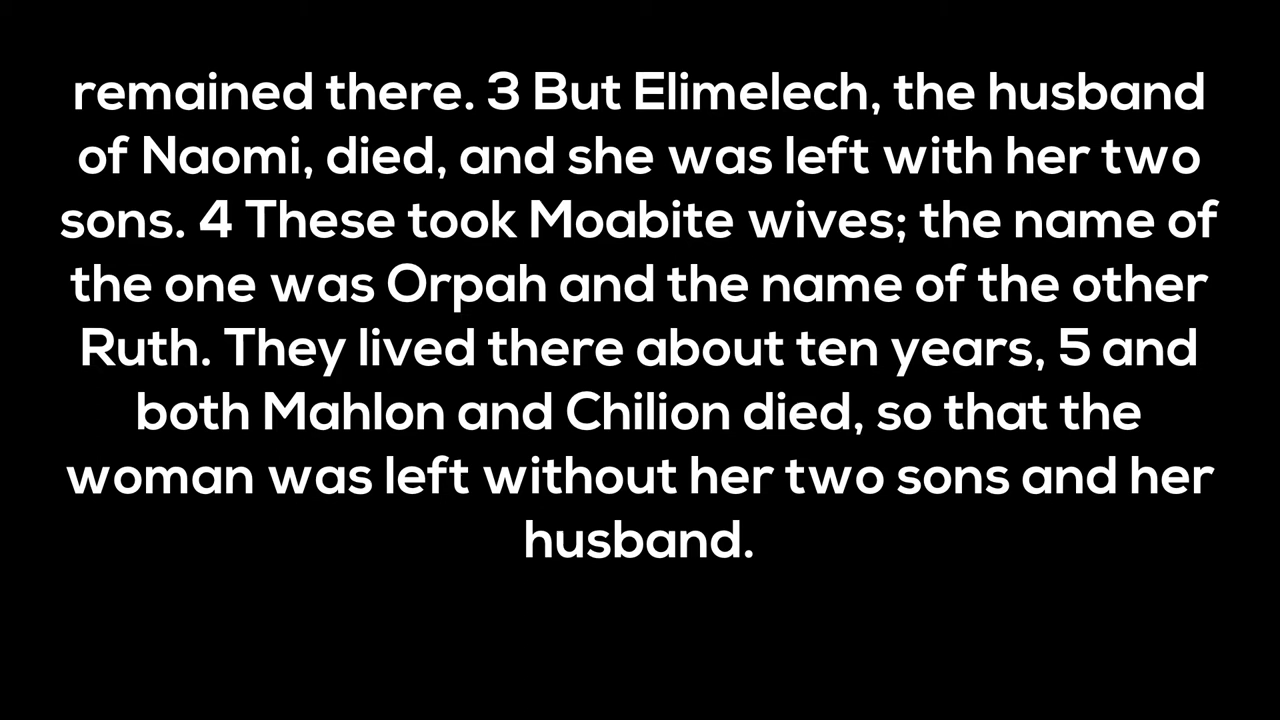 remained there. 3 But Elimelech, the husband
of Naomi, died, and she was left with her two
sons. 4 These took Moabite wives; the name of
the one was Orpah and the name of the other
Ruth. They lived there about ten years, 5 and
both Mahlon and Chilion died, so that the
woman was left without her two sons and her
husband.